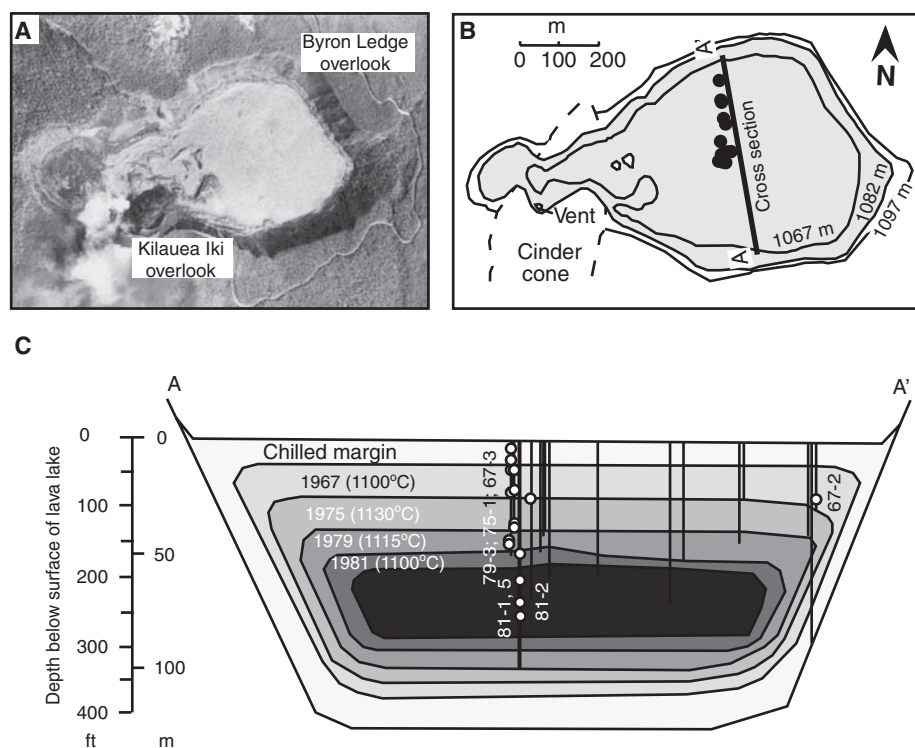 A
Byron Ledge
overlook
Kilauea Iki
overlook
B
m
0 100 200
A'
N
Cross section
Vent
Cinder
cone
1067 m
1082 m
1097 m
A
C
A
A'
Depth below surface of lava lake
0
100
200
300
400
ft
0
50
100
m
Chilled margin
1967 (1100°C)
1975 (1130°C)
1979 (1115°C)
1981 (1100°C)
79-3; 75-1; 67-3
81-1, 5
81-2
67-2